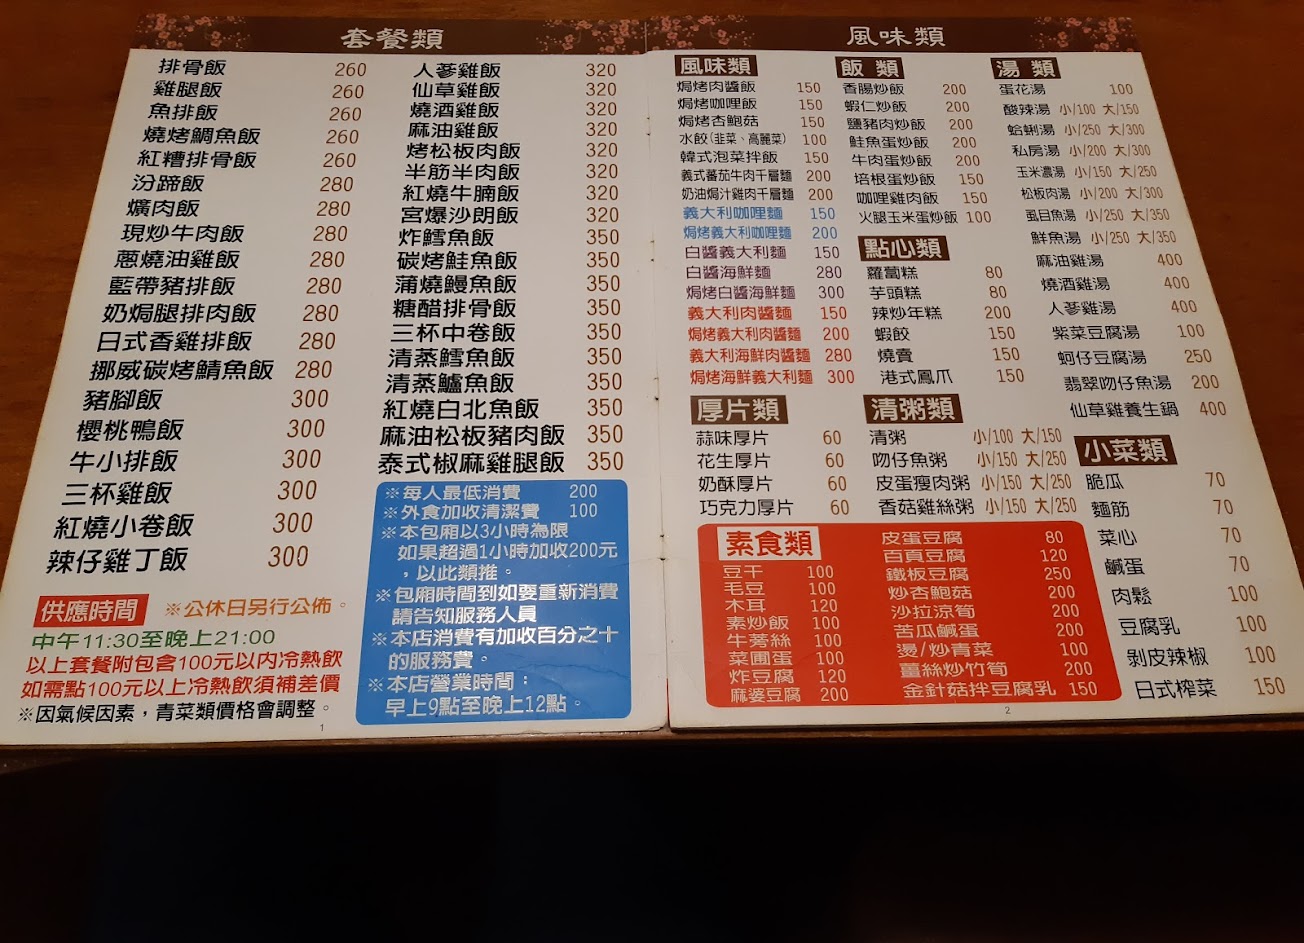 套餐類
排骨飯 260
雞腿飯 260
魚排飯 260
燒烤鯛魚飯 260
紅糟排骨飯 260
汾蹄飯 280
爌肉飯 280
現炒牛肉飯 280
蔥燒油雞飯 280
藍帶豬排飯 280
奶焗腿排肉飯 280
日式香雞排飯 280
挪威碳烤鯖魚飯 280
豬腳飯 300
櫻桃鴨飯 300
牛小排飯 300
三杯雞飯 300
紅燒小卷飯 300
辣仔雞丁飯 300
供應時間 ※公休日另行公佈。
中午11:30至晚上21:00
以上套餐附包含100元以內冷熱飲
如需點100元以上冷熱飲須補差價
※因氣候因素，青菜類價格會調整。
1
人蔘雞飯 320
仙草雞飯 320
燒酒雞飯 320
麻油雞飯 320
烤松板肉飯 320
半筋半肉飯 320
紅燒牛腩飯 320
宮爆沙朗飯 320
炸鱈魚飯 350
碳烤鮭魚飯 350
蒲燒鰻魚飯 350
糖醋排骨飯 350
三杯中卷飯 350
清蒸鱈魚飯 350
清蒸鱸魚飯 350
紅燒白北魚飯 350
麻油松板豬肉飯 350
泰式椒麻雞腿飯 350
※每人最低消費 200
※外食加收清潔費 100
※本包廂以3小時為限
如果超過1小時加收200元
，以此類推。
※包廂時間到如要重新消費
請告知服務人員
※本店消費有加收百分之十
的服務費。
※本店營業時間：
早上9點至晚上12點。
風味類
風味類
焗烤肉醬飯 150
焗烤咖哩飯 150
焗烤杏鮑菇 150
水餃(韭菜、高麗菜) 100
韓式泡菜拌飯 150
義式蕃茄牛肉千層麵 200
奶油焗汁雞肉千層麵 200
義大利咖哩麵 150
焗烤義大利咖哩麵 200
白醬義大利麵 150
白醬海鮮麵 280
焗烤白醬海鮮麵 300
義大利肉醬麵 150
焗烤義大利肉醬麵 200
義大利海鮮肉醬麵 280
焗烤海鮮義大利麵 300
厚片類
蒜味厚片 60
花生厚片 60
奶酥厚片 60
巧克力厚片 60
飯類
香腸炒飯 200
蝦仁炒飯 200
鹽豬肉炒飯 200
鮭魚蛋炒飯 200
牛肉蛋炒飯 200
培根蛋炒飯 150
咖哩雞肉飯 150
火腿玉米蛋炒飯 100
點心類
蘿蔔糕 80
芋頭糕 80
辣炒年糕 200
蝦餃 150
燒賣 150
港式鳳爪 150
清粥類
清粥 小/100 大/150
吻仔魚粥 小/150 大/250
皮蛋瘦肉粥 小/150 大/250
香菇雞絲粥 小/150 大/250
湯類
蛋花湯 100
酸辣湯 小/100 大/150
蛤蜊湯 小/250 大/300
私房湯 小/200 大/300
玉米濃湯 小/150 大/250
松板肉湯 小/200 大/300
虱目魚湯 小/250 大/350
鮮魚湯 小/250 大/350
麻油雞湯 400
燒酒雞湯 400
人蔘雞湯 400
紫菜豆腐湯 100
蚵仔豆腐湯 250
翡翠吻仔魚湯 200
仙草雞養生鍋 400
小菜類
脆瓜 70
麵筋 70
菜心 70
鹹蛋 70
肉鬆 100
豆腐乳 100
剝皮辣椒 100
日式榨菜 150
素食類
豆干 100
毛豆 100
木耳 120
素炒飯 100
牛蒡絲 100
菜圃蛋 100
炸豆腐 120
麻婆豆腐 200
皮蛋豆腐 80
百頁豆腐 120
鐵板豆腐 250
炒杏鮑菇 200
沙拉涼筍 200
苦瓜鹹蛋 200
燙/炒青菜 100
薑絲炒竹筍 200
金針菇拌豆腐乳 150
2